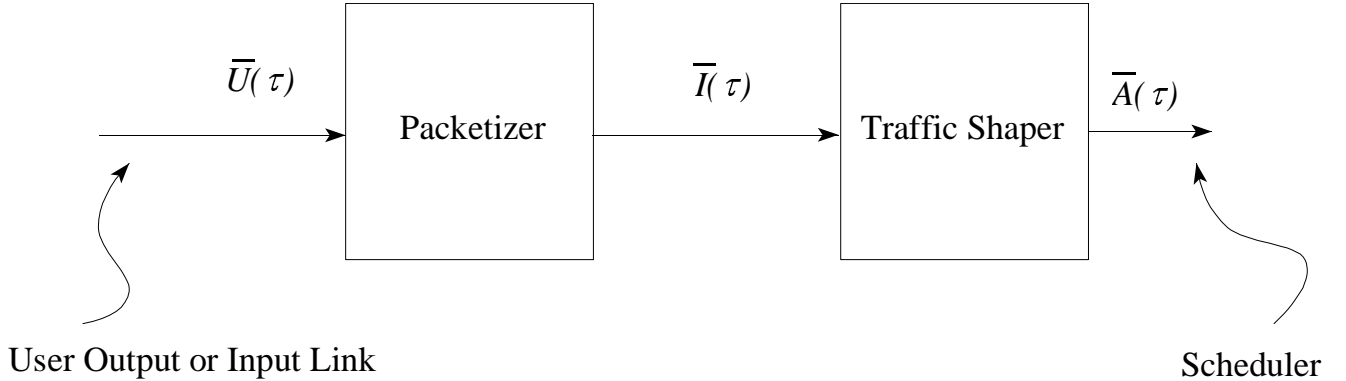 U̅(τ)
I̅(τ)
A̅(τ)
Packetizer
Traffic Shaper
User Output or Input Link
Scheduler